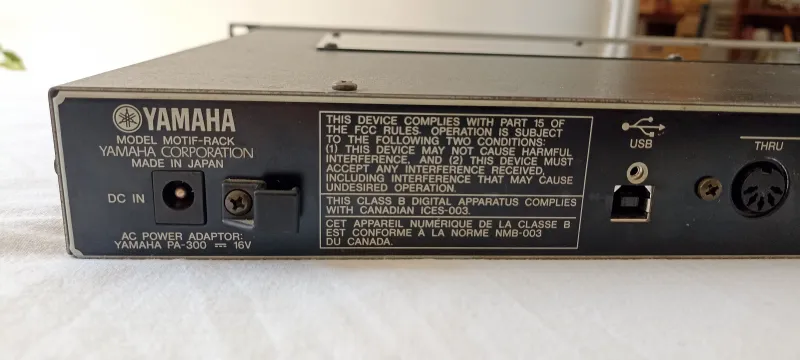 YAMAHA
MODEL MOTIF-RACK
YAMAHA CORPORATION
MADE IN JAPAN
DC IN
AC POWER ADAPTOR:
YAMAHA PA-300 ⎓ 16V
THIS DEVICE COMPLIES WITH PART 15 OF
THE FCC RULES. OPERATION IS SUBJECT
TO THE FOLLOWING TWO CONDITIONS:
(1) THIS DEVICE MAY NOT CAUSE HARMFUL
INTERFERENCE, AND (2) THIS DEVICE MUST
ACCEPT ANY INTERFERENCE RECEIVED,
INCLUDING INTERFERENCE THAT MAY CAUSE
UNDESIRED OPERATION.
THIS CLASS B DIGITAL APPARATUS COMPLIES
WITH CANADIAN ICES-003.
CET APPAREIL NUMERIQUE DE LA CLASSE B
EST CONFORME À LA NORME NMB-003
DU CANADA.
USB
THRU